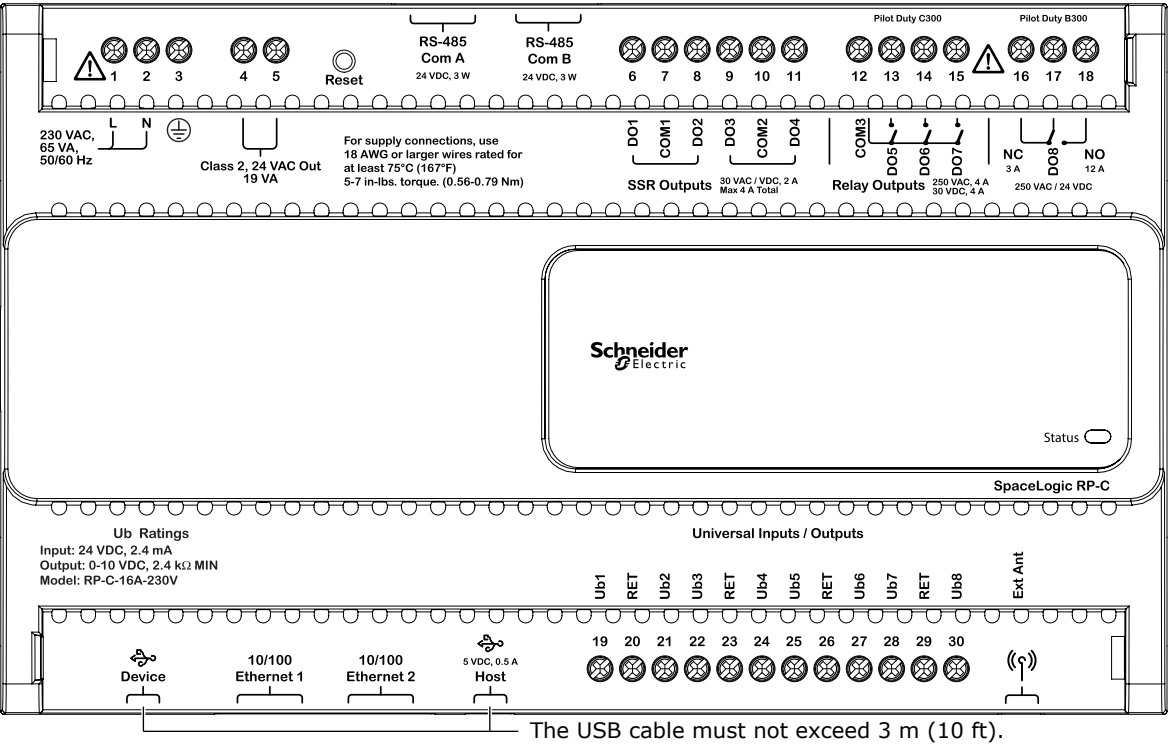 Pilot Duty C300
Pilot Duty B300
RS-485
Com A
24 VDC, 3 W
RS-485
Com B
24 VDC, 3 W
Reset
1 2 3 4 5 6 7 8 9 10 11 12 13 14 15 16 17 18
L N
230 VAC,
65 VA,
50/60 Hz
Class 2, 24 VAC Out
19 VA
For supply connections, use
18 AWG or larger wires rated for
at least 75°C (167°F)
5-7 in-lbs. torque. (0.56-0.79 Nm)
DO1 COM1 DO2 DO3 COM2 DO4
SSR Outputs
30 VAC / VDC, 2 A
Max 4 A Total
COM3 DO5 DO6 DO7
Relay Outputs
250 VAC, 4 A
30 VDC, 4 A
NC
3 A
DO8
NO
12 A
250 VAC / 24 VDC
Schneider
Electric
Status
SpaceLogic RP-C
Ub Ratings
Input: 24 VDC, 2.4 mA
Output: 0-10 VDC, 2.4 kΩ MIN
Model: RP-C-16A-230V
Universal Inputs / Outputs
Ub1 RET Ub2 Ub3 RET Ub4 Ub5 RET Ub6 Ub7 RET Ub8
Ext Ant
19 20 21 22 23 24 25 26 27 28 29 30
Device
10/100
Ethernet 1
10/100
Ethernet 2
5 VDC, 0.5 A
Host
The USB cable must not exceed 3 m (10 ft).